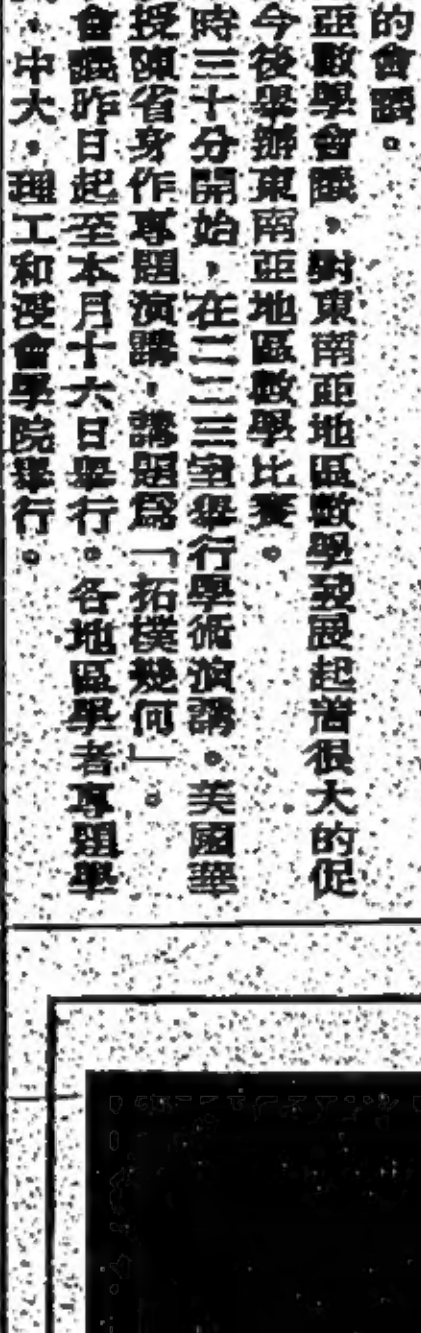 的會議。
亞數學會議，對東南亞地區數學發展起着很大的促
今後舉辦東南亞地區數學比賽。
時三十分開始，在二二三室舉行學術演講。美國華
授陳省身作專題演講，講題爲「拓樸幾何」。
會議昨日起至本月十六日舉行。各地區學者專題學
、中大、理工和浸會學院舉行。